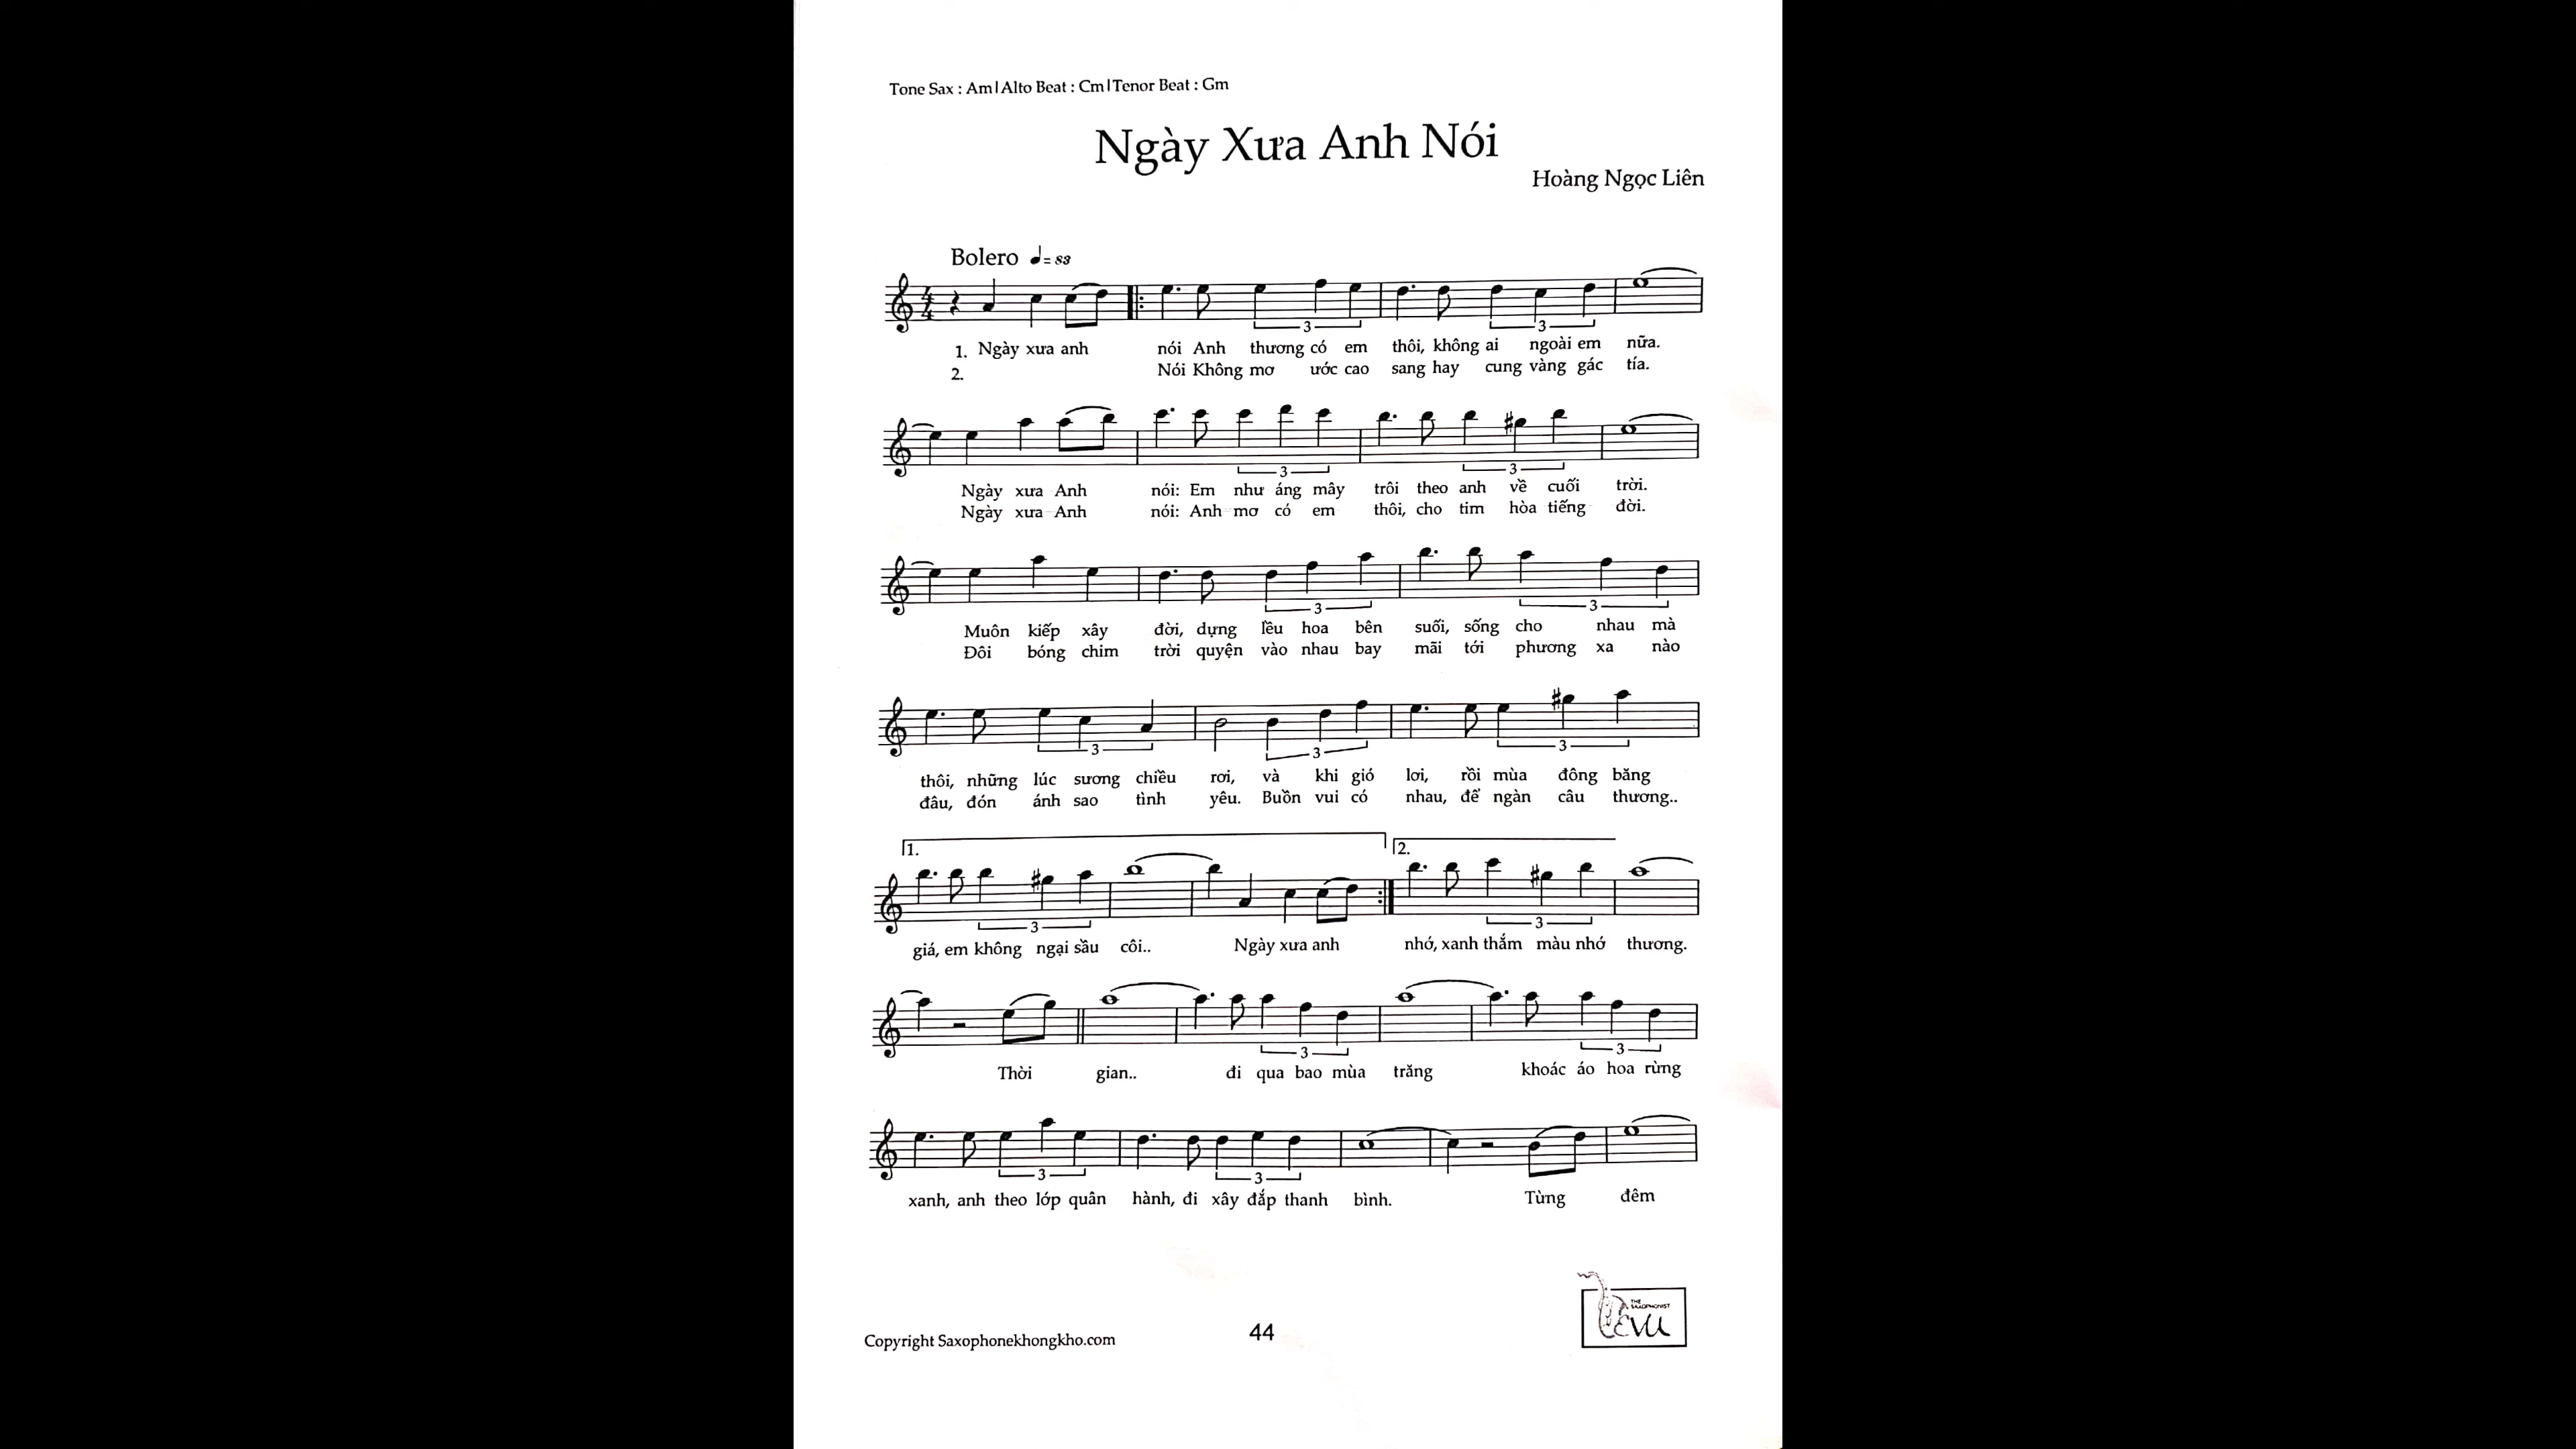 Tone Sax : Am | Alto Beat : Cm | Tenor Beat : Gm
Ngày Xưa Anh Nói
Hoàng Ngọc Liên
Bolero ♩= 83
1. Ngày xưa anh nói Anh thương có em thôi, không ai ngoài em nữa.
2. Nói Không mơ ước cao sang hay cung vàng gác tía.
Ngày xưa Anh nói: Em như áng mây trôi theo anh về cuối trời.
Ngày xưa Anh nói: Anh mơ có em thôi, cho tim hòa tiếng đời.
Muôn kiếp xây đời, dựng lều hoa bên suối, sống cho nhau mà
Đôi bóng chim trời quyện vào nhau bay mãi tới phương xa nào
thôi, những lúc sương chiều rơi, và khi gió lơi, rồi mùa đông băng
đâu, đón ánh sao tình yêu. Buồn vui có nhau, để ngàn câu thương..
1. 2.
giá, em không ngại sầu côi.. Ngày xưa anh nhớ, xanh thắm màu nhớ thương.
Thời gian.. đi qua bao mùa trăng khoác áo hoa rừng
xanh, anh theo lớp quân hành, đi xây đắp thanh bình. Từng đêm
Copyright Saxophonekhongkho.com
44
THE SAXOPHONIST